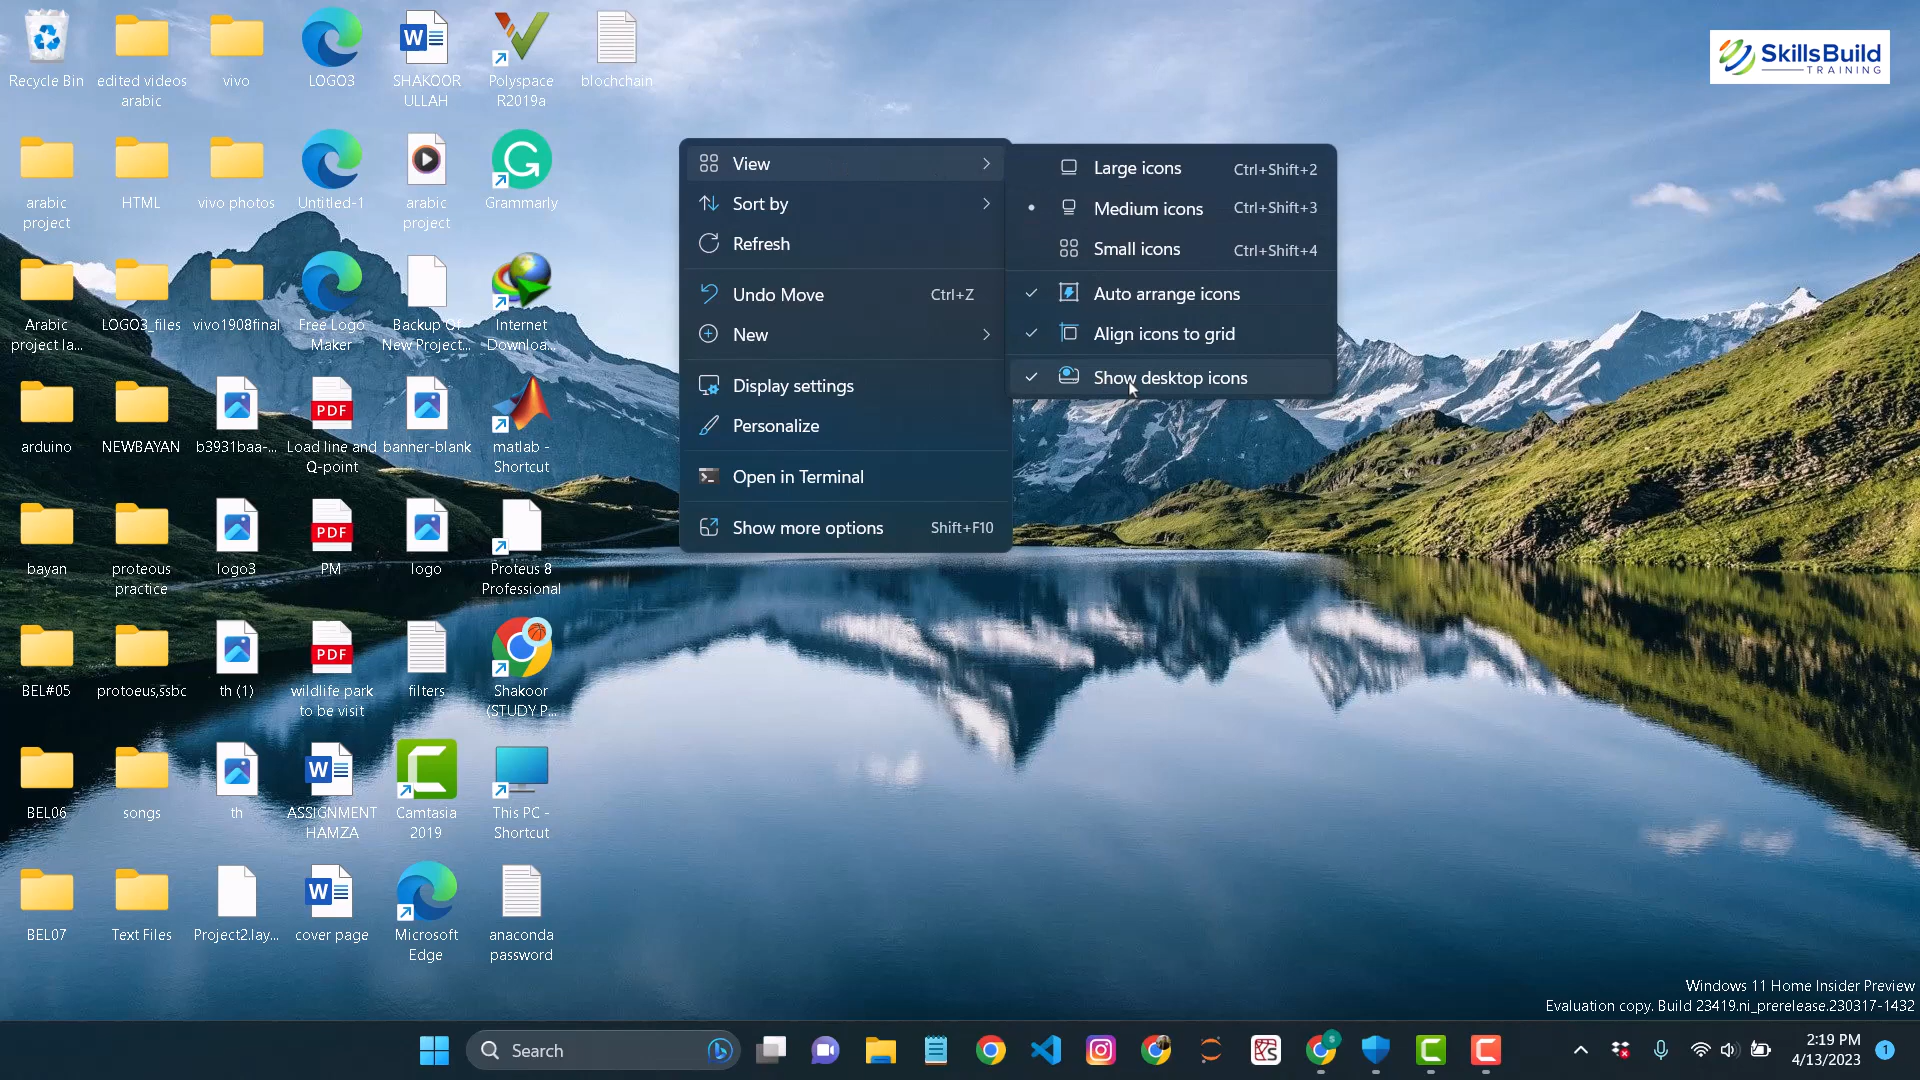 Recycle Bin
edited videos
arabic
vivo
LOGO3
SHAKOOR
ULLAH
Polyspace
R2019a
blochchain
SkillsBuild
TRAINING
arabic
project
HTML
vivo photos
Untitled-1
arabic
project
Grammarly
Arabic
project la...
LOGO3_files
vivo1908final
Free Logo
Maker
Backup Of
New Project...
Internet
Downloa...
arduino
NEWBAYAN
b3931baa-...
Load line and
Q-point
banner-blank
matlab -
Shortcut
bayan
proteous
practice
logo3
PM
logo
Proteus 8
Professional
BEL#05
protoeus,ssbc
th (1)
wildlife park
to be visit
filters
Shakoor
(STUDY P...
BEL06
songs
th
ASSIGNMENT
HAMZA
Camtasia
2019
This PC -
Shortcut
BEL07
Text Files
Project2.lay...
cover page
Microsoft
Edge
anaconda
password
View
Sort by
Refresh
Undo Move Ctrl+Z
New
Display settings
Personalize
Open in Terminal
Show more options Shift+F10
Large icons Ctrl+Shift+2
Medium icons Ctrl+Shift+3
Small icons Ctrl+Shift+4
Auto arrange icons
Align icons to grid
Show desktop icons
Windows 11 Home Insider Preview
Evaluation copy. Build 23419.ni_prerelease.230317-1432
Search
2:19 PM
4/13/2023
1